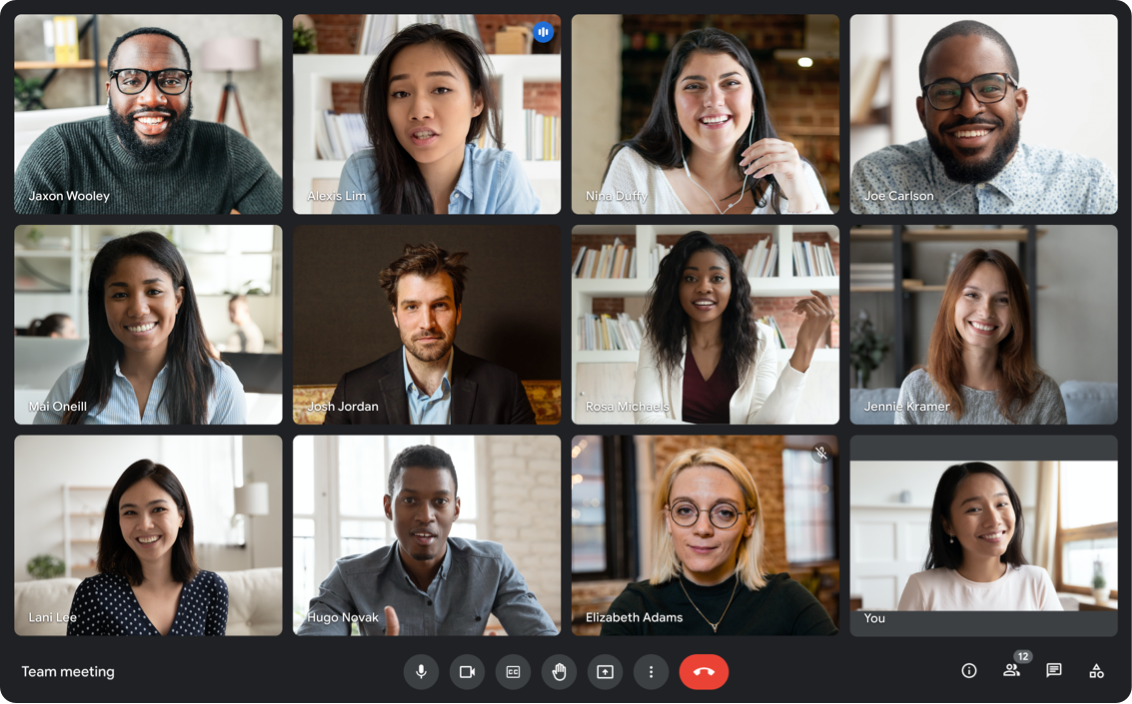 Jaxon Wooley
Alexis Lim
Nina Duffy
Joe Carlson
Mai Oneill
Josh Jordan
Rosa Michaels
Jennie Kramer
Lani Lee
Hugo Novak
Elizabeth Adams
You
Team meeting
CC
12